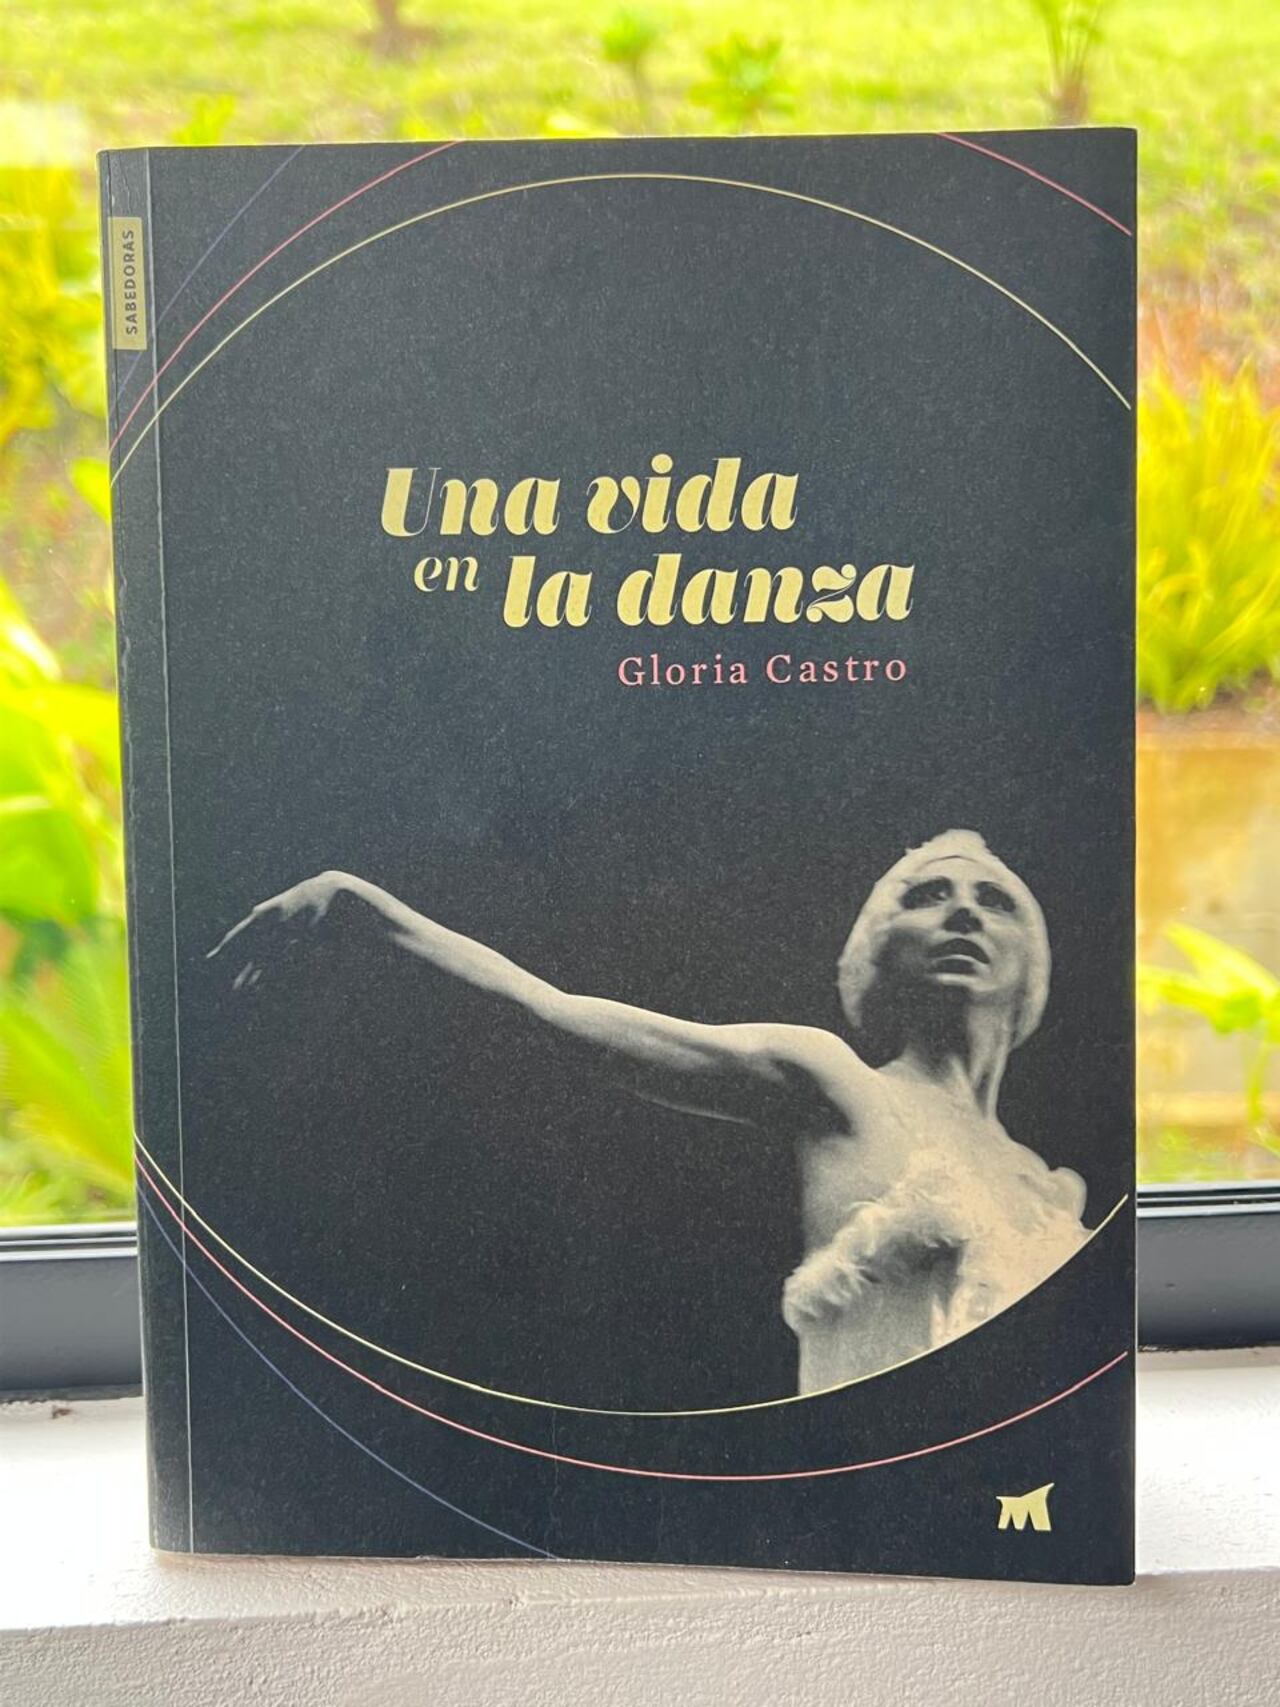 SABEDORAS
Una vida
en la danza
Gloria Castro
M